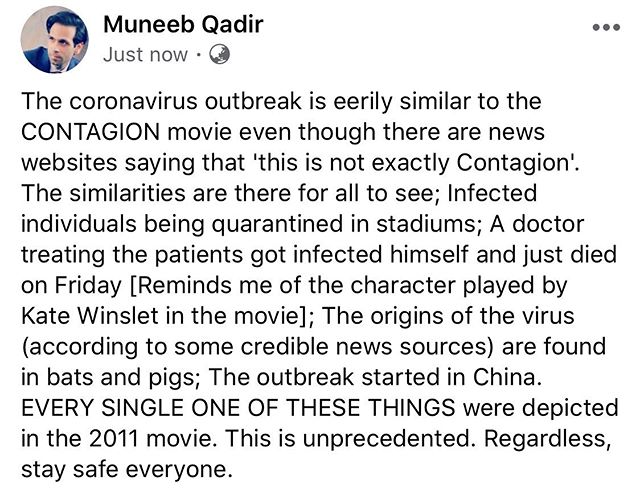 Muneeb Qadir
Just now ·
The coronavirus outbreak is eerily similar to the
CONTAGION movie even though there are news
websites saying that 'this is not exactly Contagion'.
The similarities are there for all to see; Infected
individuals being quarantined in stadiums; A doctor
treating the patients got infected himself and just died
on Friday [Reminds me of the character played by
Kate Winslet in the movie]; The origins of the virus
(according to some credible news sources) are found
in bats and pigs; The outbreak started in China.
EVERY SINGLE ONE OF THESE THINGS were depicted
in the 2011 movie. This is unprecedented. Regardless,
stay safe everyone.